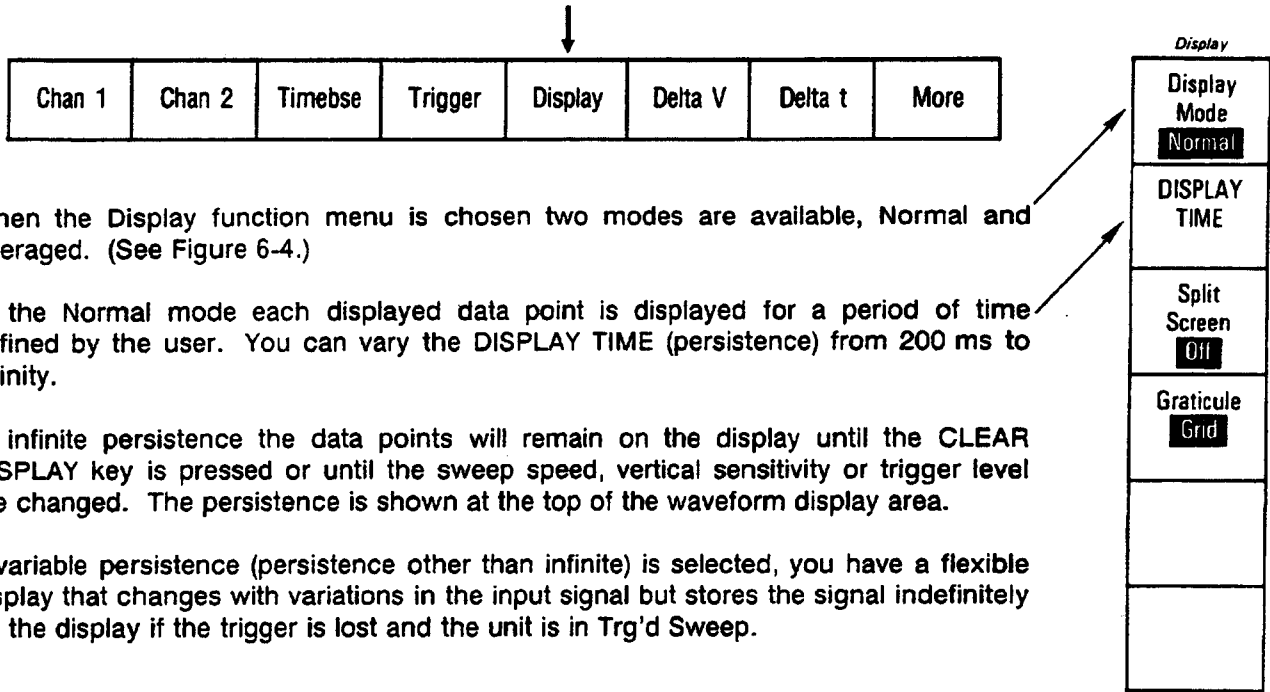 Chan 1 Chan 2 Timebse Trigger Display Delta V Delta t More
hen the Display function menu is chosen two modes are available, Normal and
eraged. (See Figure 6-4.)
the Normal mode each displayed data point is displayed for a period of time
fined by the user. You can vary the DISPLAY TIME (persistence) from 200 ms to
inity.
infinite persistence the data points will remain on the display until the CLEAR
SPLAY key is pressed or until the sweep speed, vertical sensitivity or trigger level
e changed. The persistence is shown at the top of the waveform display area.
variable persistence (persistence other than infinite) is selected, you have a flexible
splay that changes with variations in the input signal but stores the signal indefinitely
the display if the trigger is lost and the unit is in Trg'd Sweep.
Display
Display
Mode
Normal
DISPLAY
TIME
Split
Screen
Off
Graticule
Grid